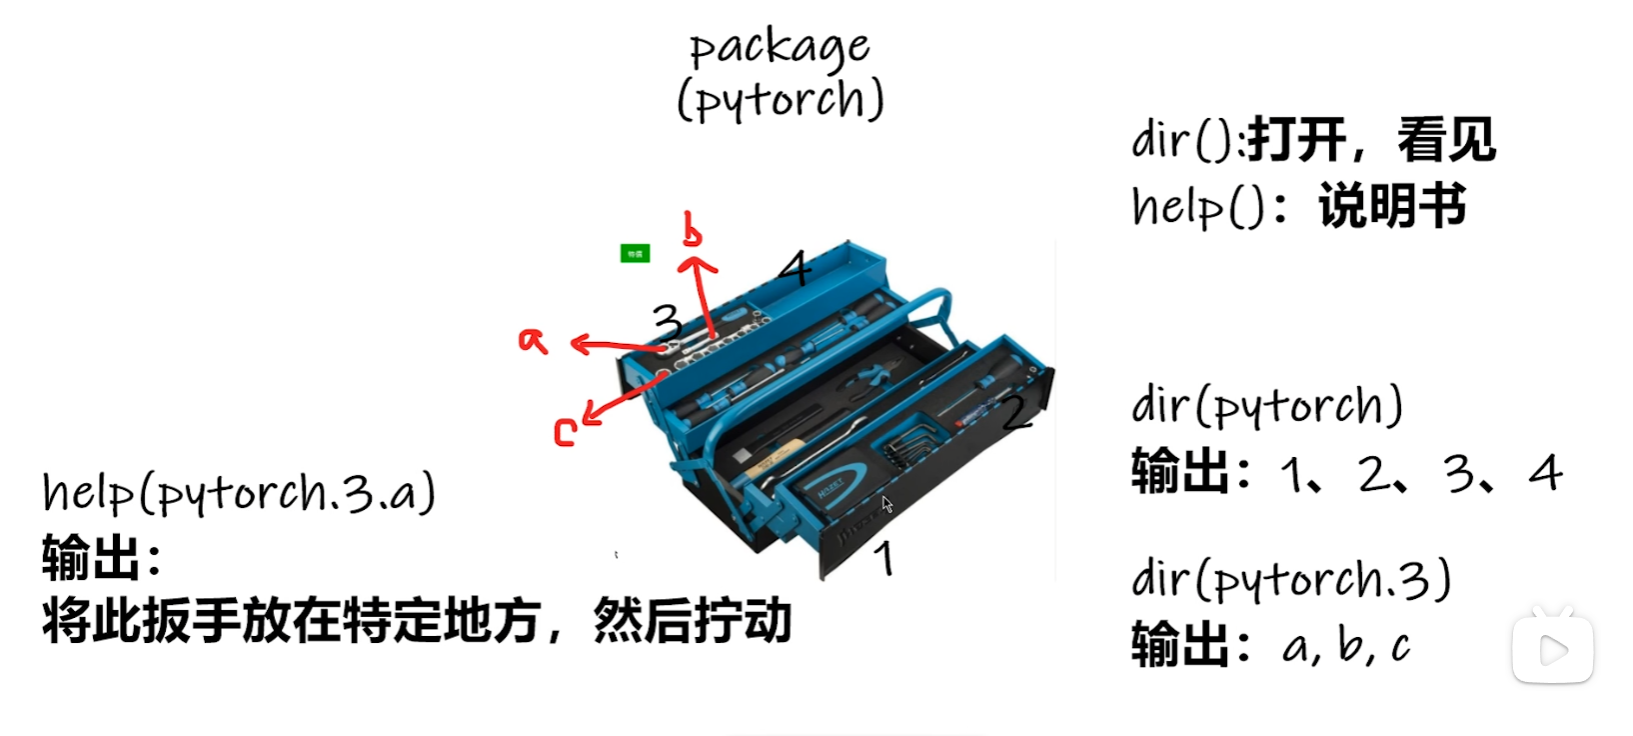 package
(pytorch)
dir():打开，看见
help()：说明书
b
4
3
a
c
2
HAZET
1
dir(pytorch)
输出：1、2、3、4
help(pytorch.3.a)
输出：
将此扳手放在特定地方，然后拧动
dir(pytorch.3)
输出：a, b, c